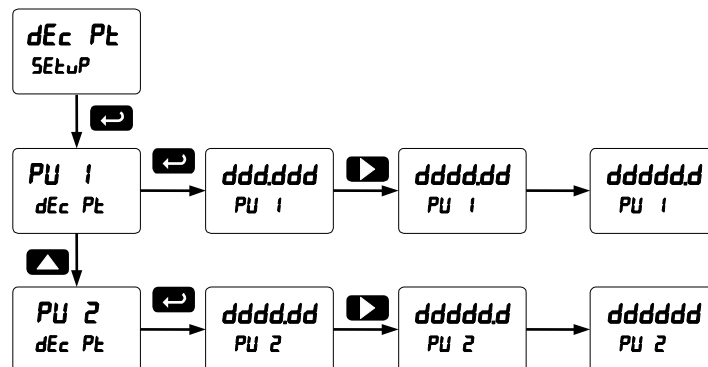 dEc Pt
SEtuP
PU 1
dEc Pt
ddd.ddd
PU 1
dddd.dd
PU 1
ddddd.d
PU 1
PU 2
dEc Pt
dddd.dd
PU 2
ddddd.d
PU 2
dddddd
PU 2